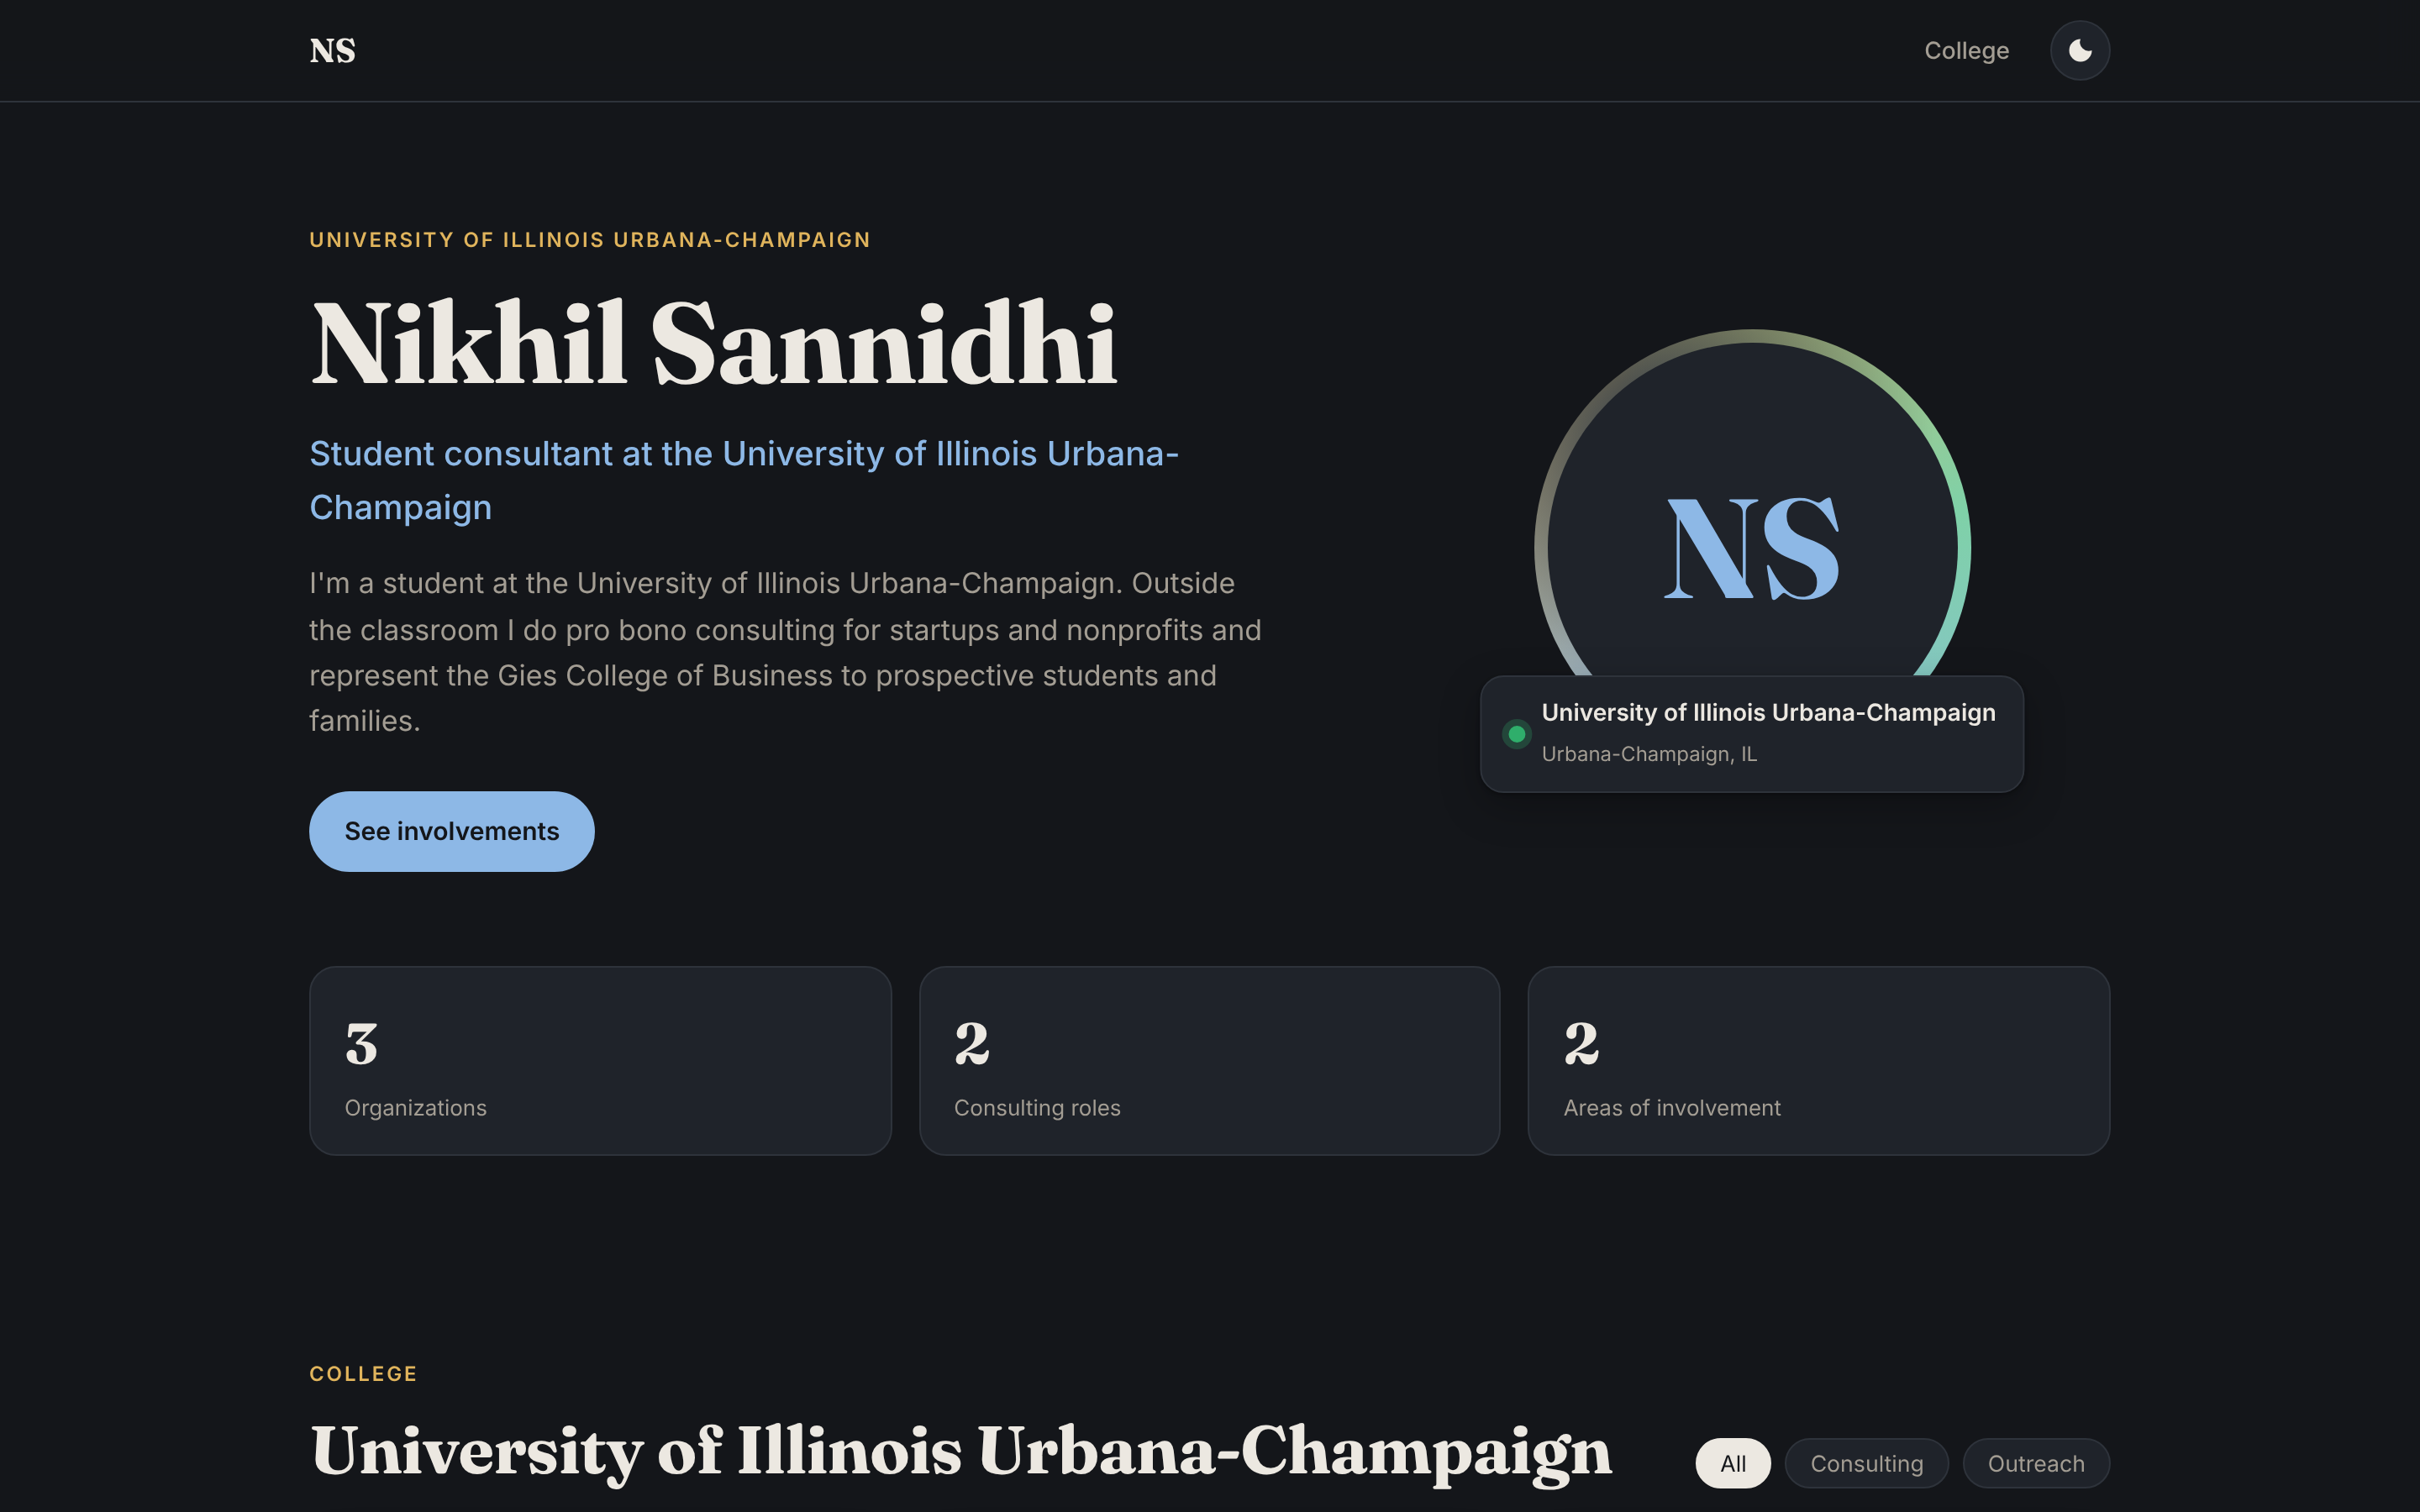 NS
College
UNIVERSITY OF ILLINOIS URBANA-CHAMPAIGN
Nikhil Sannidhi
Student consultant at the University of Illinois Urbana-
Champaign
I'm a student at the University of Illinois Urbana-Champaign. Outside
the classroom I do pro bono consulting for startups and nonprofits and
represent the Gies College of Business to prospective students and
families.
See involvements
NS
University of Illinois Urbana-Champaign
Urbana-Champaign, IL
3
Organizations
2
Consulting roles
2
Areas of involvement
COLLEGE
University of Illinois Urbana-Champaign
All
Consulting
Outreach